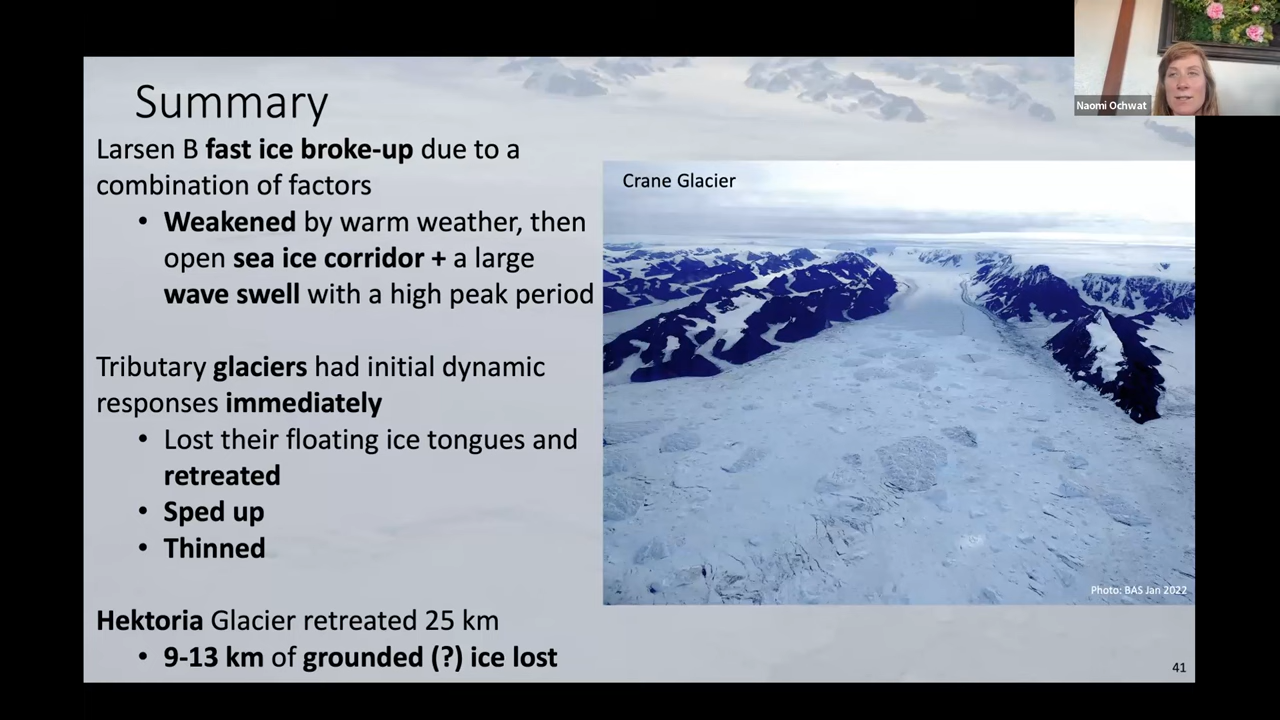 Naomi Ochwat
Summary
Larsen B fast ice broke-up due to a
combination of factors
• Weakened by warm weather, then
open sea ice corridor + a large
wave swell with a high peak period
Tributary glaciers had initial dynamic
responses immediately
• Lost their floating ice tongues and
retreated
• Sped up
• Thinned
Hektoria Glacier retreated 25 km
• 9-13 km of grounded (?) ice lost
Crane Glacier
Photo: BAS Jan 2022
41